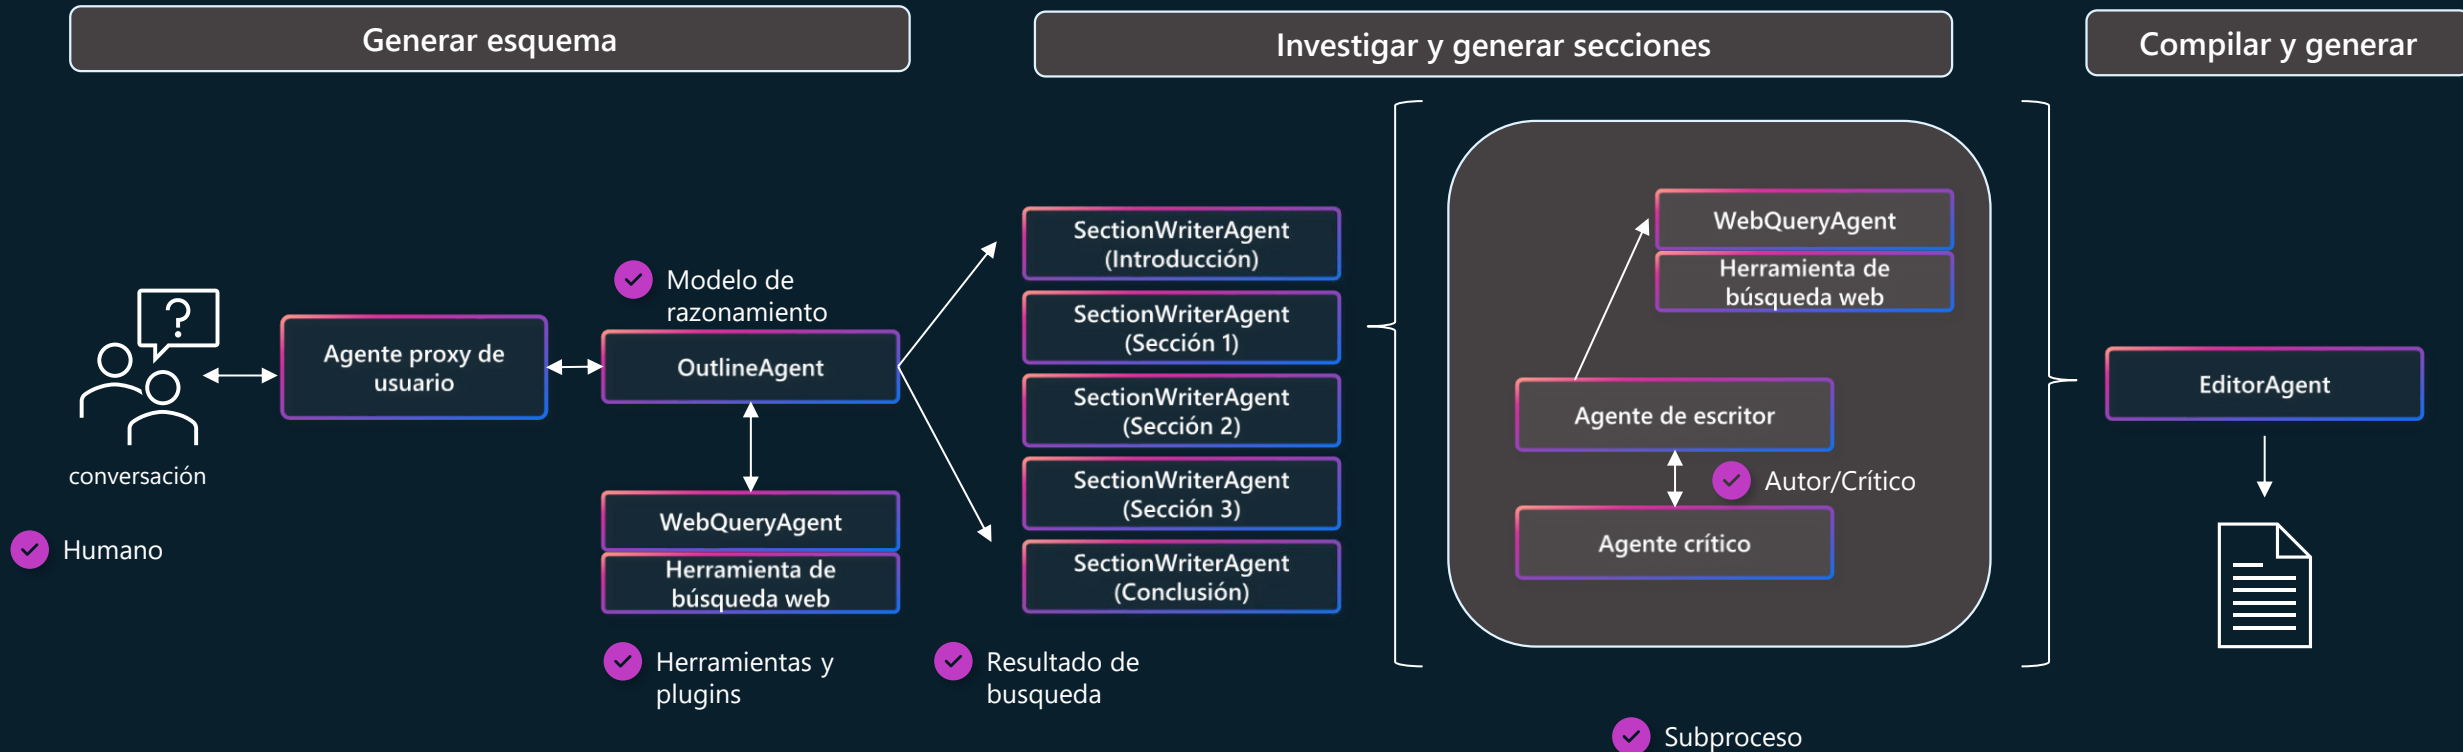 Generar esquema
Investigar y generar secciones
Compilar y generar
?
conversación
Humano
Agente proxy de
usuario
Modelo de
razonamiento
OutlineAgent
WebQueryAgent
Herramienta de
búsqueda web
Herramientas y
plugins
SectionWriterAgent
(Introducción)
SectionWriterAgent
(Sección 1)
SectionWriterAgent
(Sección 2)
SectionWriterAgent
(Sección 3)
SectionWriterAgent
(Conclusión)
Resultado de
busqueda
WebQueryAgent
Herramienta de
búsqueda web
Agente de escritor
Autor/Crítico
Agente crítico
Subproceso
EditorAgent